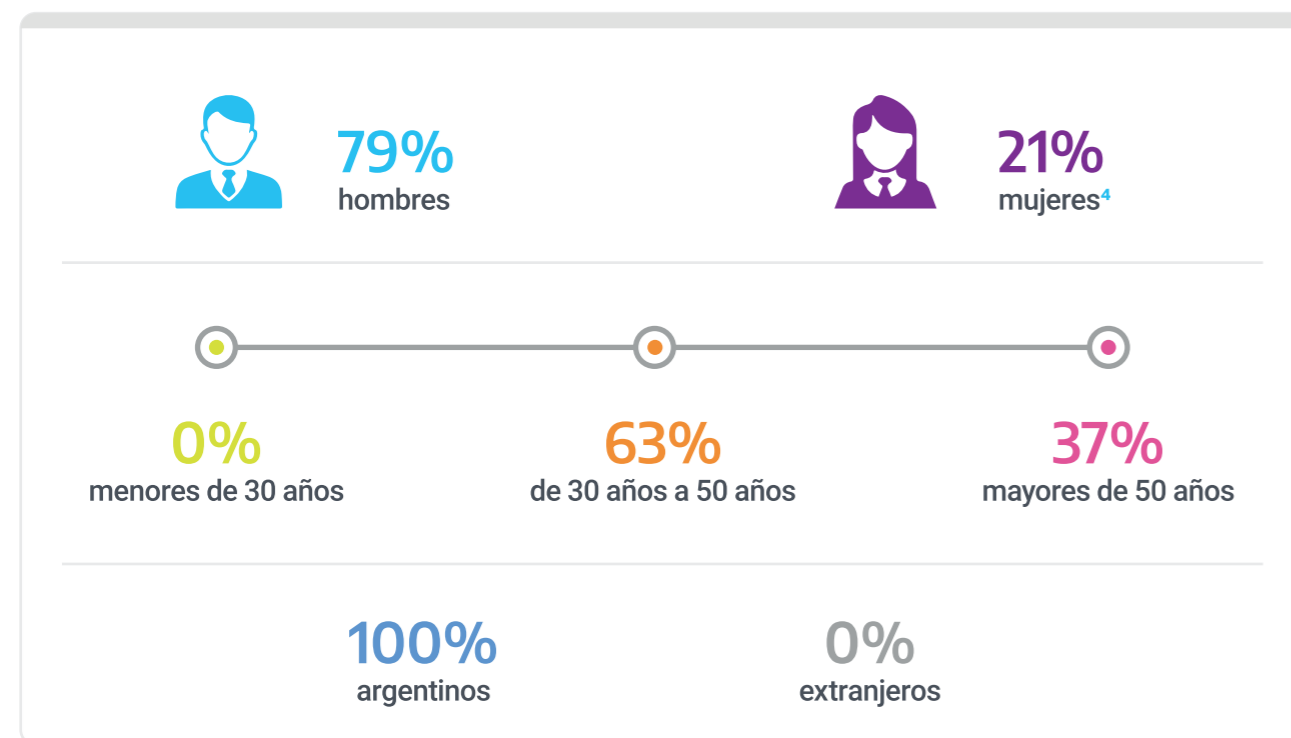 79%
hombres
21%
mujeres⁴
0%
menores de 30 años
63%
de 30 años a 50 años
37%
mayores de 50 años
100%
argentinos
0%
extranjeros